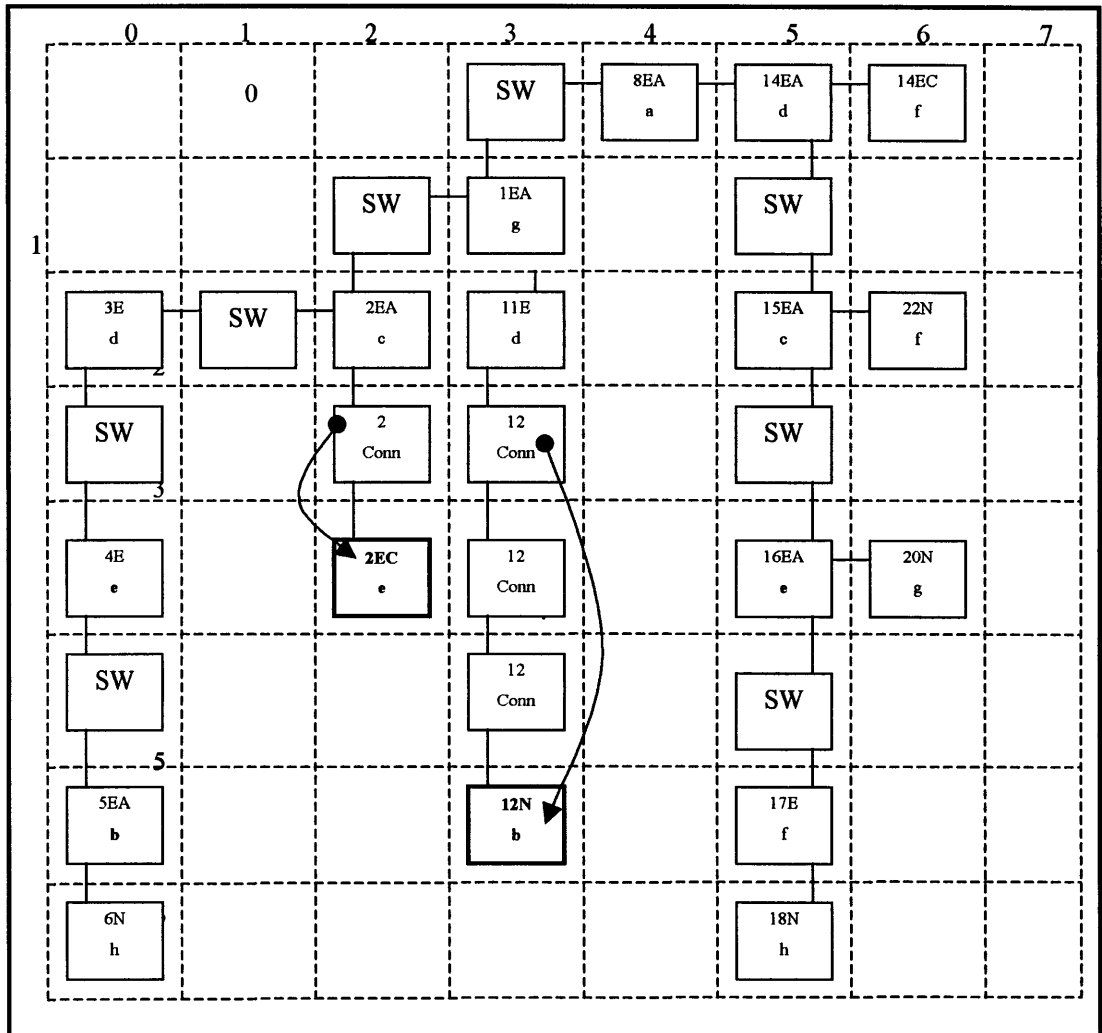 0 1 2 3 4 5 6 7
0
SW
8EA
a
14EA
d
14EC
f
1
SW
1EA
g
SW
3E
d
SW
2EA
c
11E
d
15EA
c
22N
f
2
SW
2
Conn
12
Conn
SW
3
4E
e
2EC
e
12
Conn
16EA
e
20N
g
SW
12
Conn
SW
5
5EA
b
12N
b
17E
f
6N
h
18N
h